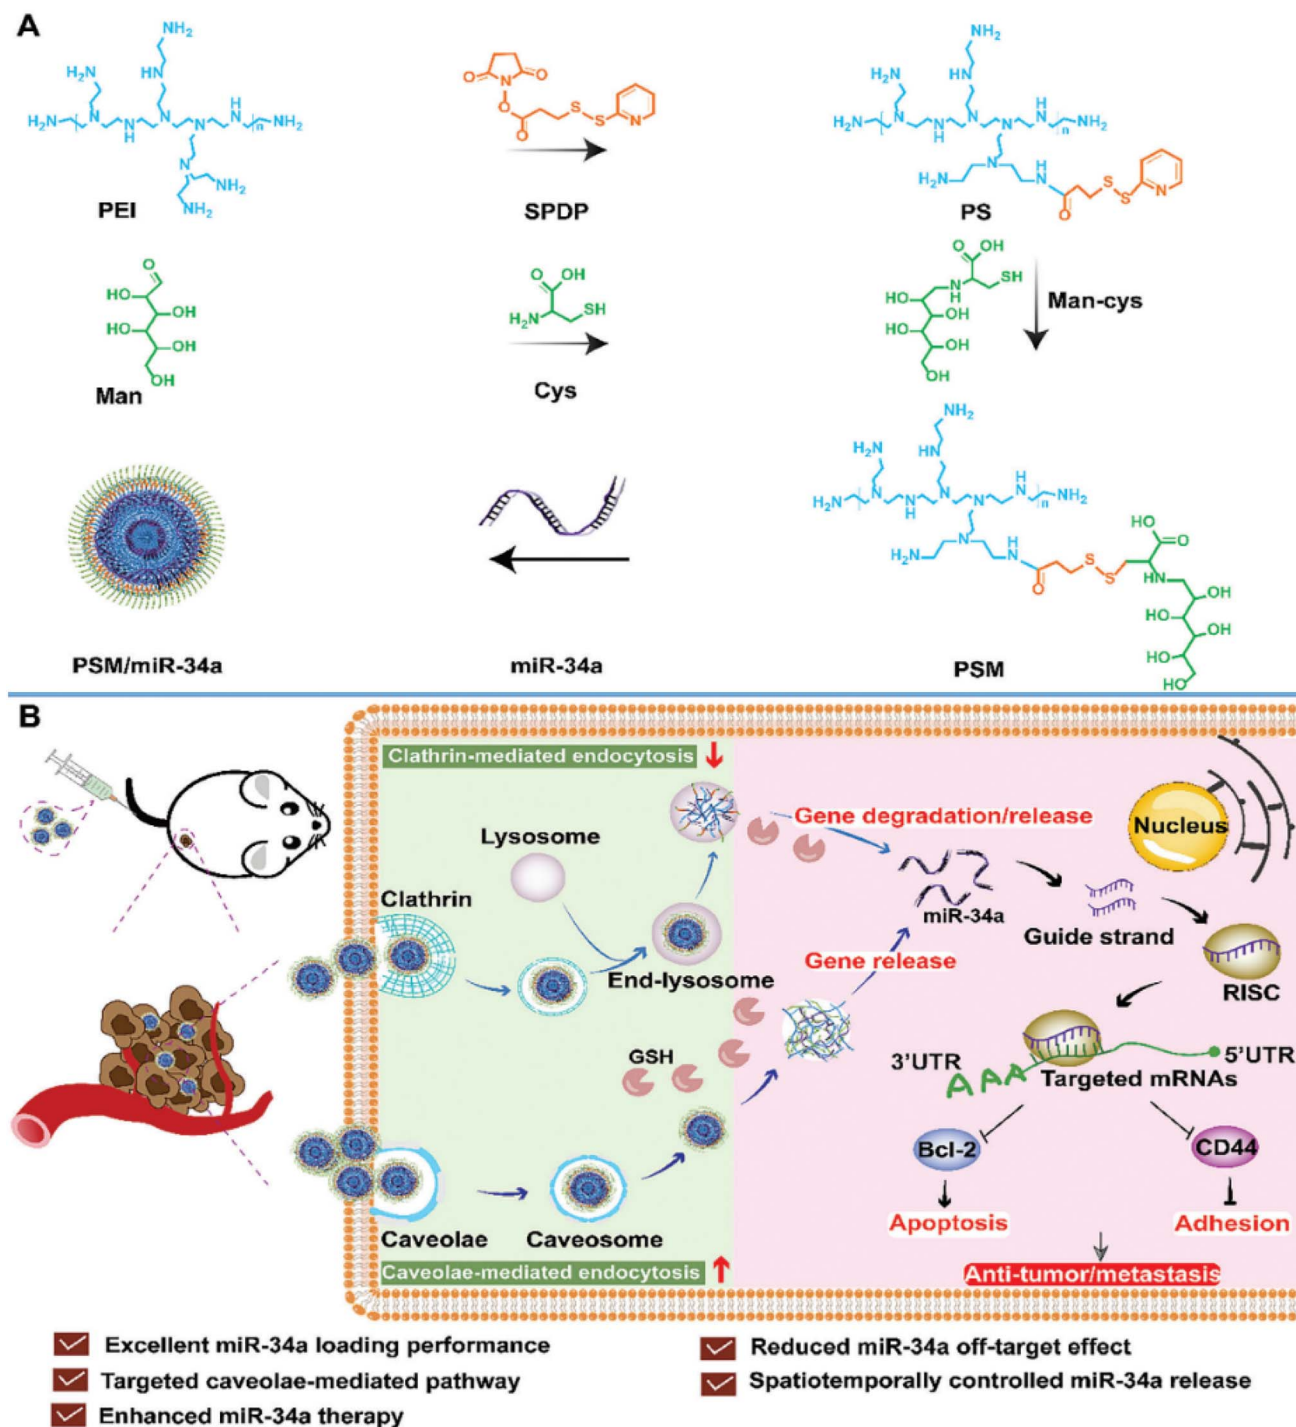 A
PEI
SPDP
PS
Man
Cys
Man-cys
PSM/miR-34a
miR-34a
PSM
B
Clathrin-mediated endocytosis
Lysosome
Clathrin
End-lysosome
Gene degradation/release
Nucleus
miR-34a
Guide strand
Gene release
RISC
GSH
3'UTR
AAA
5'UTR
Targeted mRNAs
Bcl-2
CD44
Apoptosis
Adhesion
Caveolae
Caveosome
Caveolae-mediated endocytosis
Anti-tumor/metastasis
Excellent miR-34a loading performance
Targeted caveolae-mediated pathway
Enhanced miR-34a therapy
Reduced miR-34a off-target effect
Spatiotemporally controlled miR-34a release